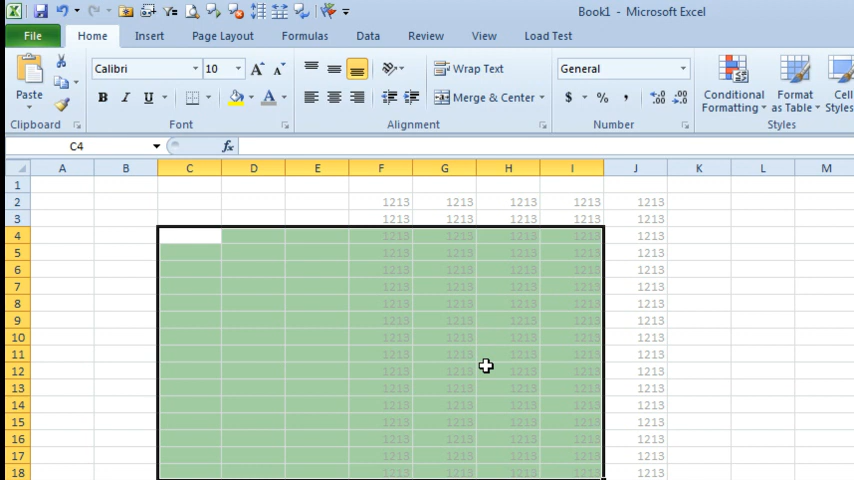 Book1 - Microsoft Excel
File Home Insert Page Layout Formulas Data Review View Load Test
Paste
Clipboard
Calibri 10 A A
B I U A
Font
Wrap Text
Merge & Center
Alignment
General
$ % ,
.00 .0
Number
Conditional Formatting
Format as Table
Cell Styles
Styles
C4 fx
A B C D E F G H I J K L M
1
2 1213 1213 1213 1213 1213
3 1213 1213 1213 1213 1213
4 1213 1213 1213 1213 1213
5 1213 1213 1213 1213 1213
6 1213 1213 1213 1213 1213
7 1213 1213 1213 1213 1213
8 1213 1213 1213 1213 1213
9 1213 1213 1213 1213 1213
10 1213 1213 1213 1213 1213
11 1213 1213 1213 1213 1213
12 1213 1213 1213 1213 1213
13 1213 1213 1213 1213 1213
14 1213 1213 1213 1213 1213
15 1213 1213 1213 1213 1213
16 1213 1213 1213 1213 1213
17 1213 1213 1213 1213 1213
18 1213 1213 1213 1213 1213